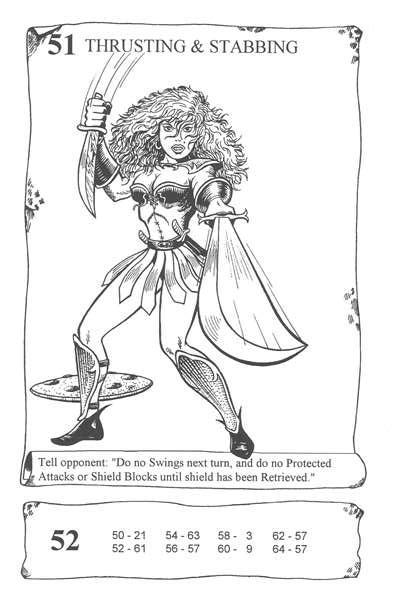 51 THRUSTING & STABBING
Tell opponent: "Do no Swings next turn, and do no Protected
Attacks or Shield Blocks until shield has been Retrieved."
52
50 - 21 54 - 63 58 - 3 62 - 57
52 - 61 56 - 57 60 - 9 64 - 57